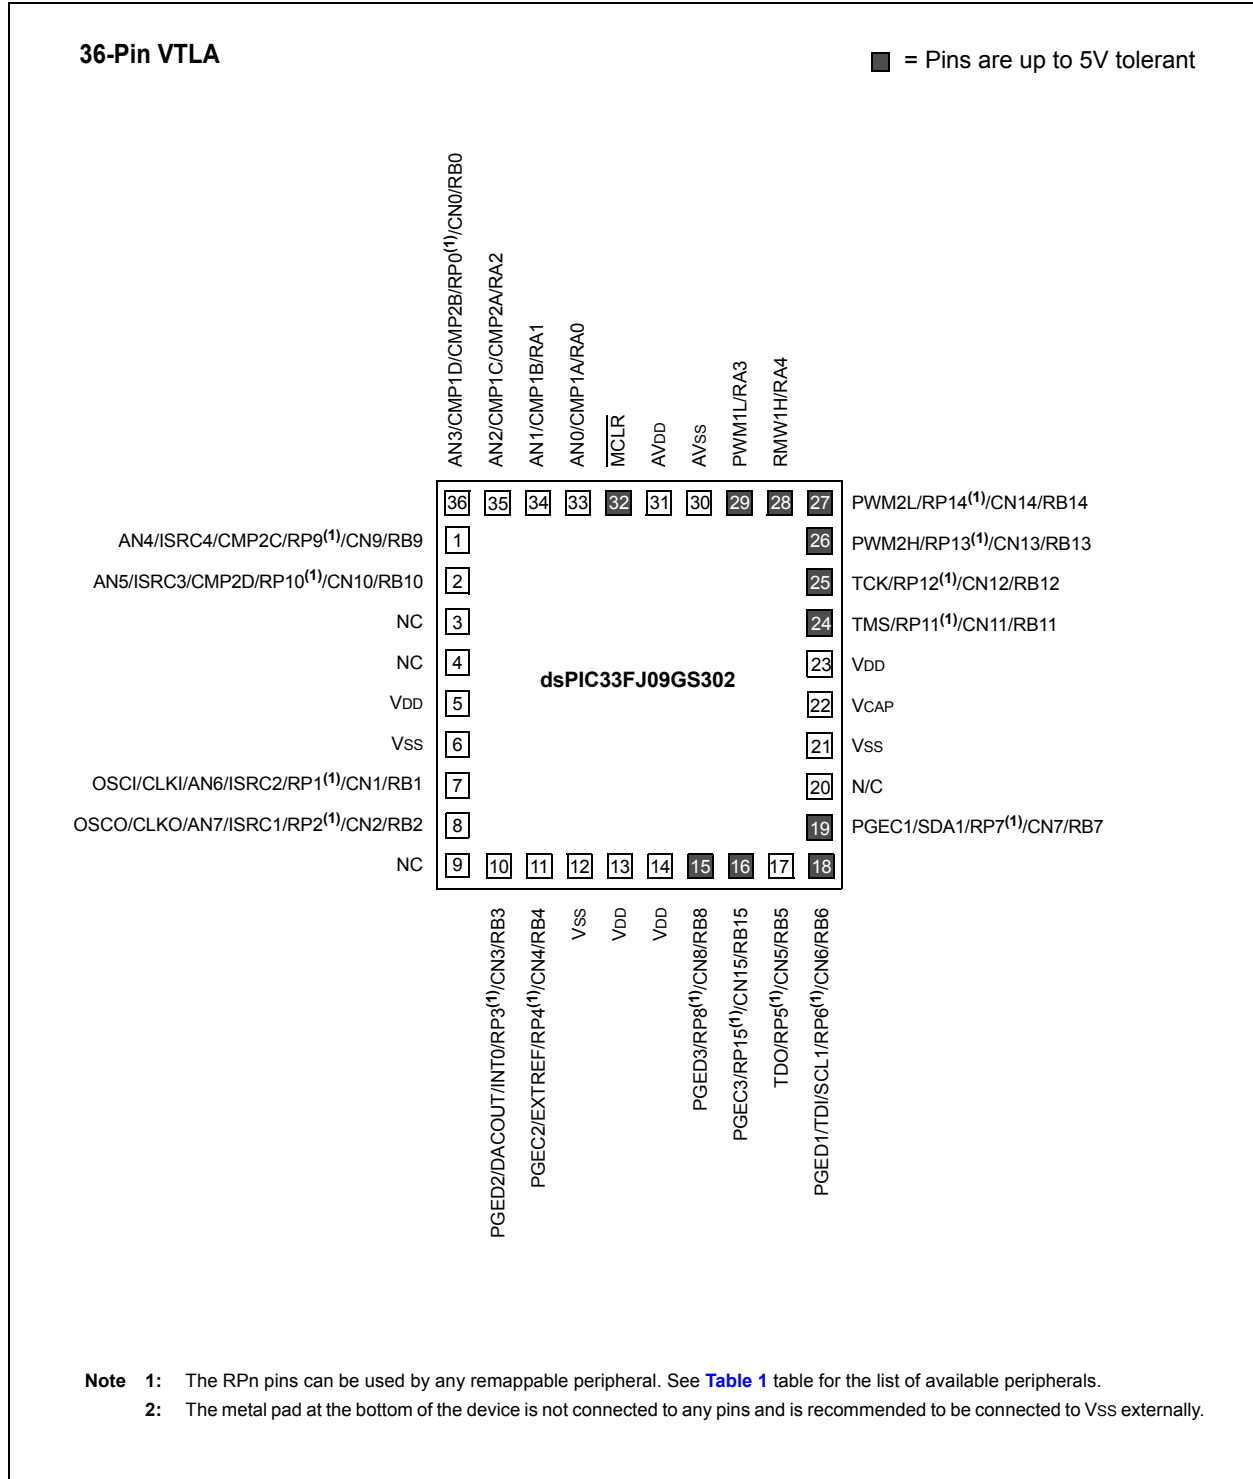 36-Pin VTLA
= Pins are up to 5V tolerant
AN3/CMP1D/CMP2B/RP0(1)/CN0/RB0
AN2/CMP1C/CMP2A/RA2
AN1/CMP1B/RA1
AN0/CMP1A/RA0
MCLR
AVDD
AVSS
PWM1L/RA3
RMW1H/RA4
36 35 34 33 32 31 30 29 28 27 PWM2L/RP14(1)/CN14/RB14
AN4/ISRC4/CMP2C/RP9(1)/CN9/RB9 1 26 PWM2H/RP13(1)/CN13/RB13
AN5/ISRC3/CMP2D/RP10(1)/CN10/RB10 2 25 TCK/RP12(1)/CN12/RB12
NC 3 24 TMS/RP11(1)/CN11/RB11
NC 4 23 VDD
dsPIC33FJ09GS302
VDD 5 22 VCAP
VSS 6 21 VSS
OSCI/CLKI/AN6/ISRC2/RP1(1)/CN1/RB1 7 20 N/C
OSCO/CLKO/AN7/ISRC1/RP2(1)/CN2/RB2 8 19 PGEC1/SDA1/RP7(1)/CN7/RB7
NC 9 10 11 12 13 14 15 16 17 18
PGED2/DACOUT/INT0/RP3(1)/CN3/RB3
PGEC2/EXTREF/RP4(1)/CN4/RB4
VSS
VDD
VDD
PGED3/RP8(1)/CN8/RB8
PGEC3/RP15(1)/CN15/RB15
TDO/RP5(1)/CN5/RB5
PGED1/TDI/SCL1/RP6(1)/CN6/RB6
Note 1: The RPn pins can be used by any remappable peripheral. See Table 1 table for the list of available peripherals.
2: The metal pad at the bottom of the device is not connected to any pins and is recommended to be connected to VSS externally.